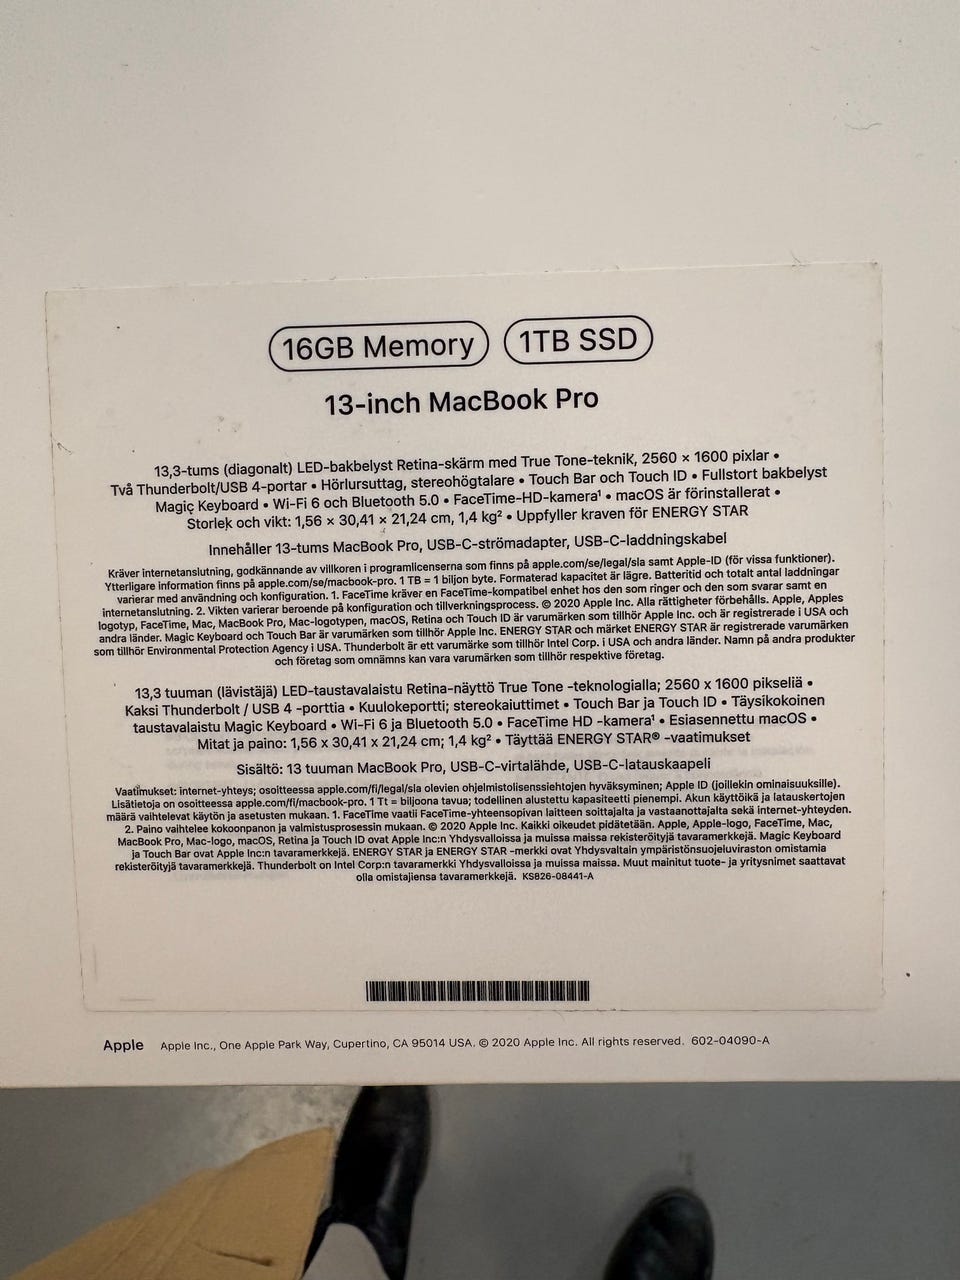 16GB Memory 1TB SSD
13-inch MacBook Pro
13,3-tums (diagonalt) LED-bakbelyst Retina-skärm med True Tone-teknik, 2560 × 1600 pixlar •
Två Thunderbolt/USB 4-portar • Hörlursuttag, stereohögtalare • Touch Bar och Touch ID • Fullstort bakbelyst
Magic Keyboard • Wi-Fi 6 och Bluetooth 5.0 • FaceTime-HD-kamera¹ • macOS är förinstallerat •
Storlek och vikt: 1,56 × 30,41 × 21,24 cm, 1,4 kg² • Uppfyller kraven för ENERGY STAR
Innehåller 13-tums MacBook Pro, USB-C-strömadapter, USB-C-laddningskabel
Kräver internetanslutning, godkännande av villkoren i programlicenserna som finns på apple.com/se/legal/sla samt Apple-ID (för vissa funktioner).
Ytterligare information finns på apple.com/se/macbook-pro. 1 TB = 1 biljon byte. Formaterad kapacitet är lägre. Batteritid och totalt antal laddningar
varierar med användning och konfiguration. 1. FaceTime kräver en FaceTime-kompatibel enhet hos den som ringer och den som svarar samt en
internetanslutning. 2. Vikten varierar beroende på konfiguration och tillverkningsprocess. © 2020 Apple Inc. Alla rättigheter förbehålls. Apple, Apples
logotyp, FaceTime, Mac, MacBook Pro, Mac-logotypen, macOS, Retina och Touch ID är varumärken som tillhör Apple Inc. och är registrerade i USA och
andra länder. Magic Keyboard och Touch Bar är varumärken som tillhör Apple Inc. ENERGY STAR och märket ENERGY STAR är registrerade varumärken
som tillhör Environmental Protection Agency i USA. Thunderbolt är ett varumärke som tillhör Intel Corp. i USA och andra länder. Namn på andra produkter
och företag som omnämns kan vara varumärken som tillhör respektive företag.
13,3 tuuman (lävistäjä) LED-taustavalaistu Retina-näyttö True Tone -teknologialla; 2560 x 1600 pikseliä •
Kaksi Thunderbolt / USB 4 -porttia • Kuulokeportti; stereokaiuttimet • Touch Bar ja Touch ID • Täysikokoinen
taustavalaistu Magic Keyboard • Wi-Fi 6 ja Bluetooth 5.0 • FaceTime HD -kamera¹ • Esiasennettu macOS •
Mitat ja paino: 1,56 x 30,41 x 21,24 cm; 1,4 kg² • Täyttää ENERGY STAR® -vaatimukset
Sisältö: 13 tuuman MacBook Pro, USB-C-virtalähde, USB-C-latauskaapeli
Vaatimukset: internet-yhteys; osoitteessa apple.com/fi/legal/sla olevien ohjelmistolisenssiehtojen hyväksyminen; Apple ID (joillekin ominaisuuksille).
Lisätietoja on osoitteessa apple.com/fi/macbook-pro. 1 Tt = biljoona tavua; todellinen alustettu kapasiteetti pienempi. Akun käyttöikä ja latauskertojen
määrä vaihtelevat käytön ja asetusten mukaan. 1. FaceTime vaatii FaceTime-yhteensopivan laitteen soittajalta ja vastaanottajalta sekä internet-yhteyden.
2. Paino vaihtelee kokoonpanon ja valmistusprosessin mukaan. © 2020 Apple Inc. Kaikki oikeudet pidätetään. Apple, Apple-logo, FaceTime, Mac,
MacBook Pro, Mac-logo, macOS, Retina ja Touch ID ovat Apple Inc:n Yhdysvalloissa ja muissa maissa rekisteröityjä tavaramerkkejä. Magic Keyboard
ja Touch Bar ovat Apple Inc:n tavaramerkkejä. ENERGY STAR ja ENERGY STAR -merkki ovat Yhdysvaltain ympäristönsuojeluviraston omistamia
rekisteröityjä tavaramerkkejä. Thunderbolt on Intel Corp:n tavaramerkki Yhdysvalloissa ja muissa maissa. Muut mainitut tuote- ja yritysnimet saattavat
olla omistajiensa tavaramerkkejä. KS826-08441-A
Apple Apple Inc., One Apple Park Way, Cupertino, CA 95014 USA. © 2020 Apple Inc. All rights reserved. 602-04090-A